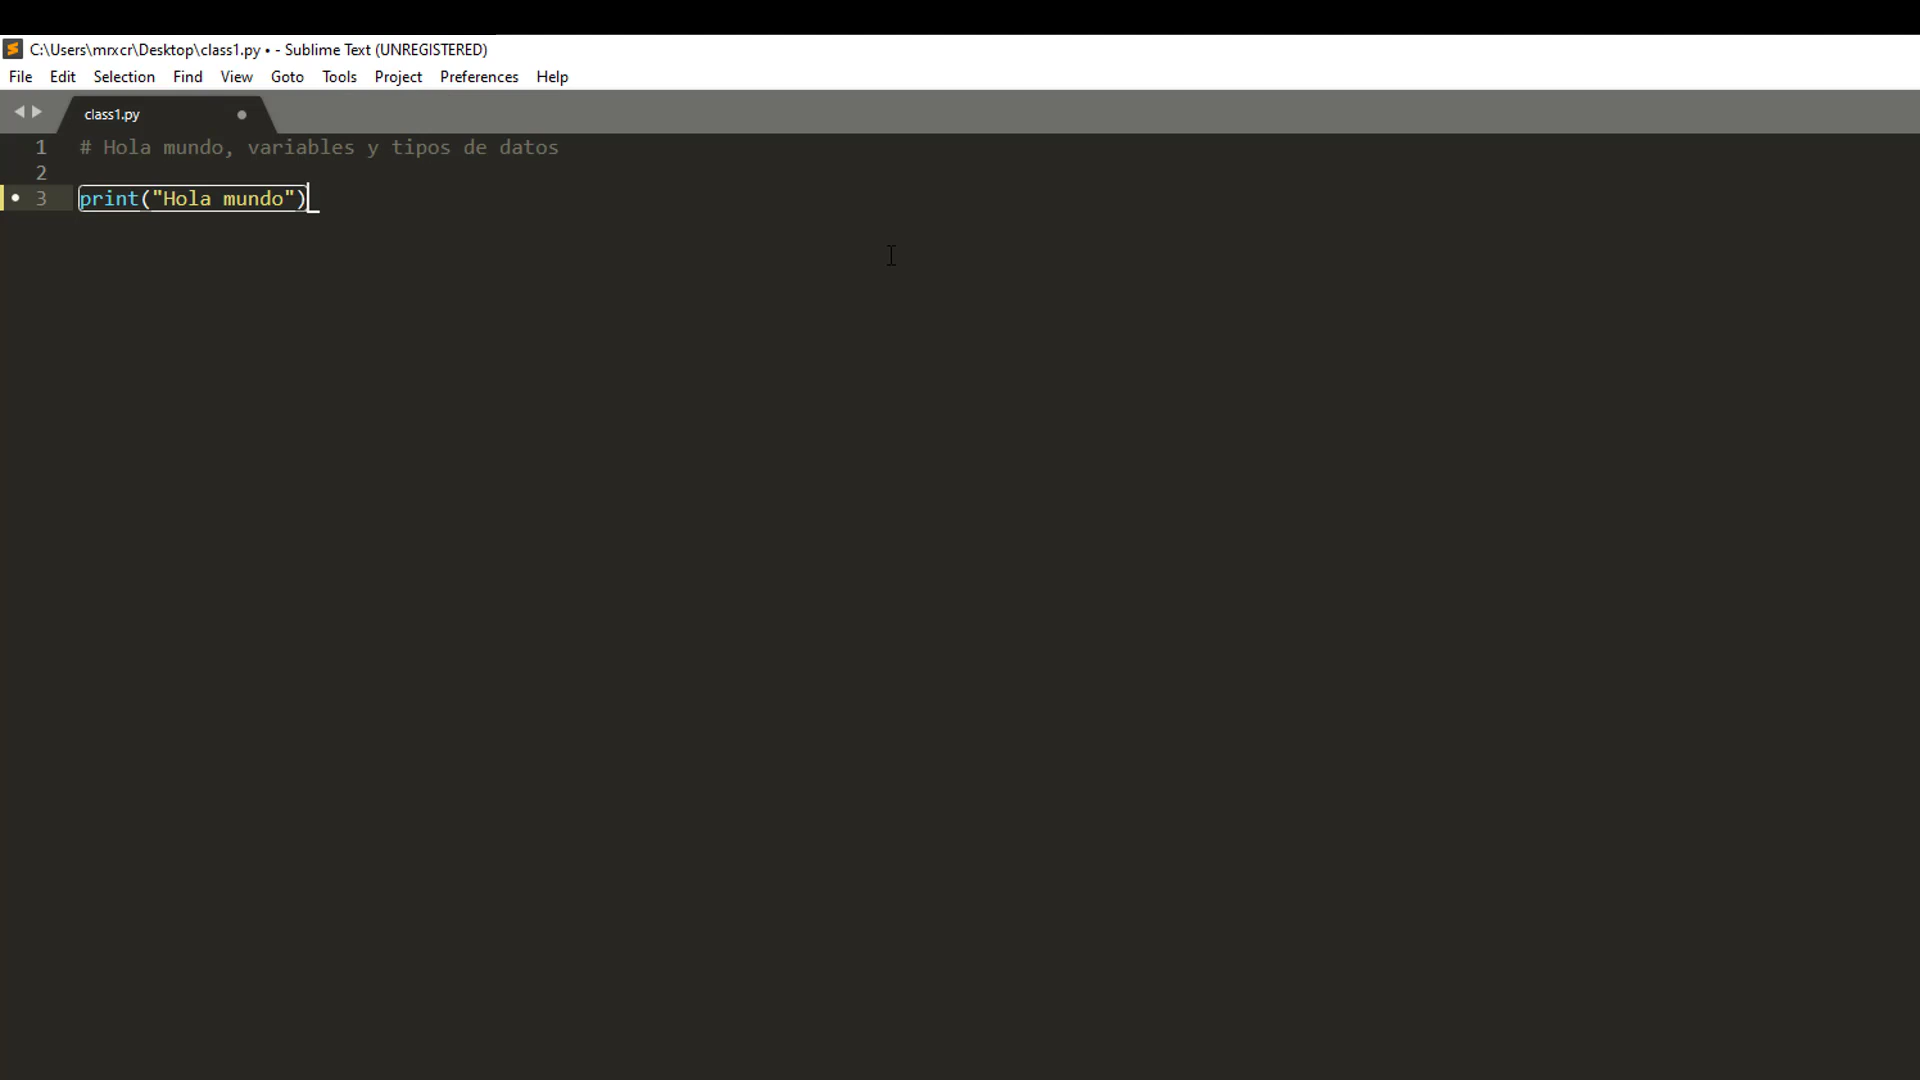 C:\Users\mrxcr\Desktop\class1.py • - Sublime Text (UNREGISTERED)
File Edit Selection Find View Goto Tools Project Preferences Help
class1.py
1 # Hola mundo, variables y tipos de datos
2
3 print("Hola mundo")